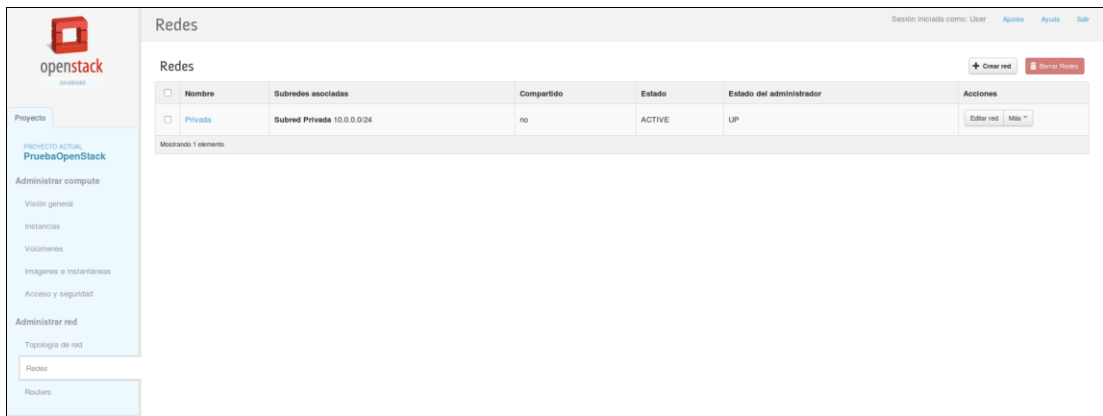 Redes
Sesión iniciada como: User Ajustes Ayuda Salir
openstack
DASHBOARD
Proyecto
PROYECTO ACTUAL
PruebaOpenStack
Administrar compute
Visión general
Instancias
Volúmenes
Imágenes e instantáneas
Acceso y seguridad
Administrar red
Topología de red
Redes
Routers
Redes
+ Crear red Borrar Redes
Nombre Subredes asociadas Compartido Estado Estado del administrador Acciones
Privada Subred Privada 10.0.0.0/24 no ACTIVE UP Editar red Más
Mostrando 1 elemento